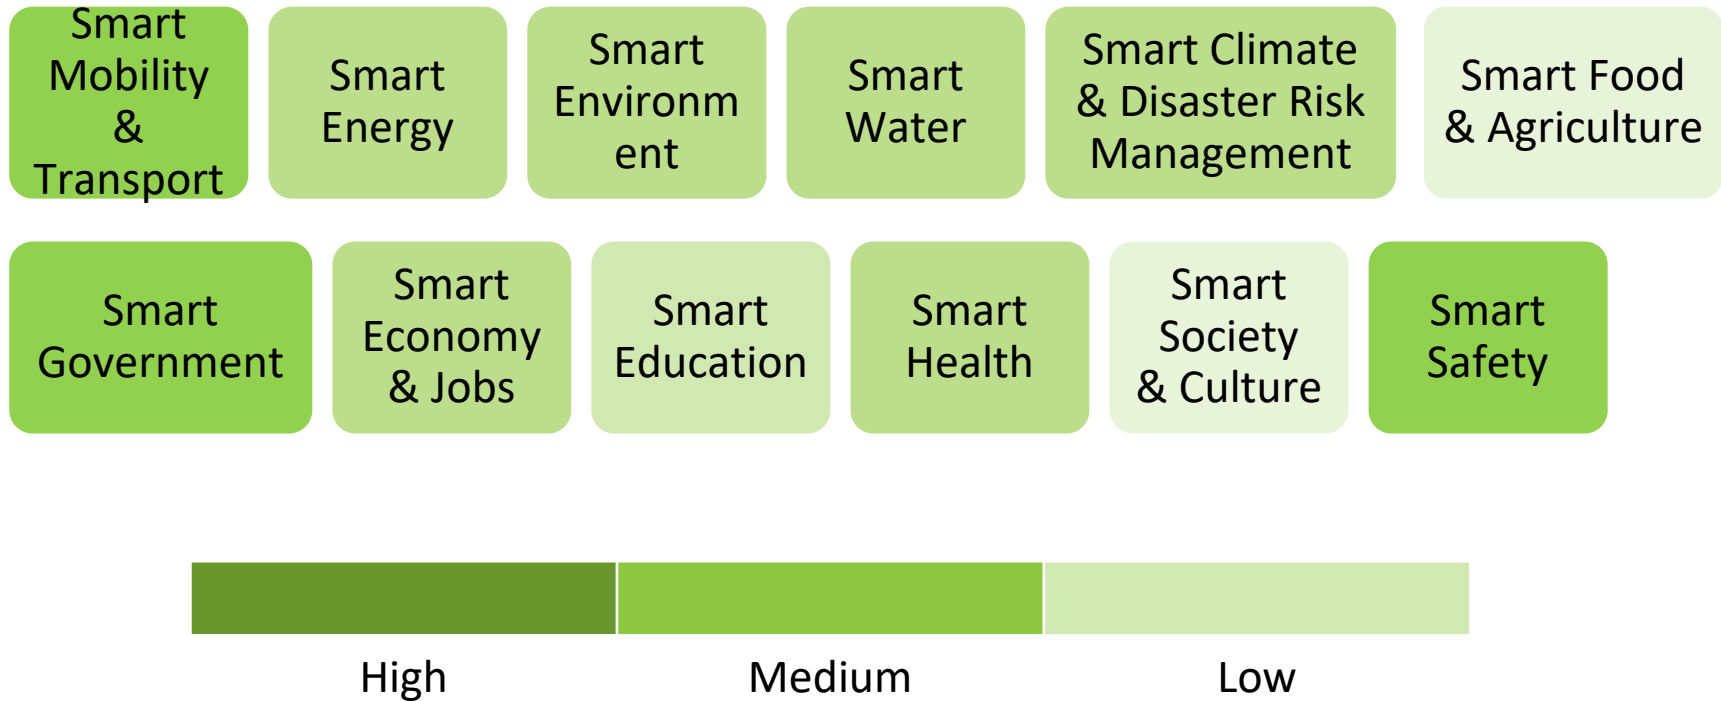 Smart
Mobility
&
Transport
Smart
Energy
Smart
Environm
ent
Smart
Water
Smart Climate
& Disaster Risk
Management
Smart Food
& Agriculture
Smart
Government
Smart
Economy
& Jobs
Smart
Education
Smart
Health
Smart
Society
& Culture
Smart
Safety
High
Medium
Low